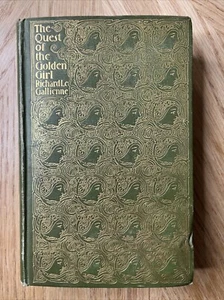 The
Quest
of the
Golden
Girl
Richard Le
Gallienne